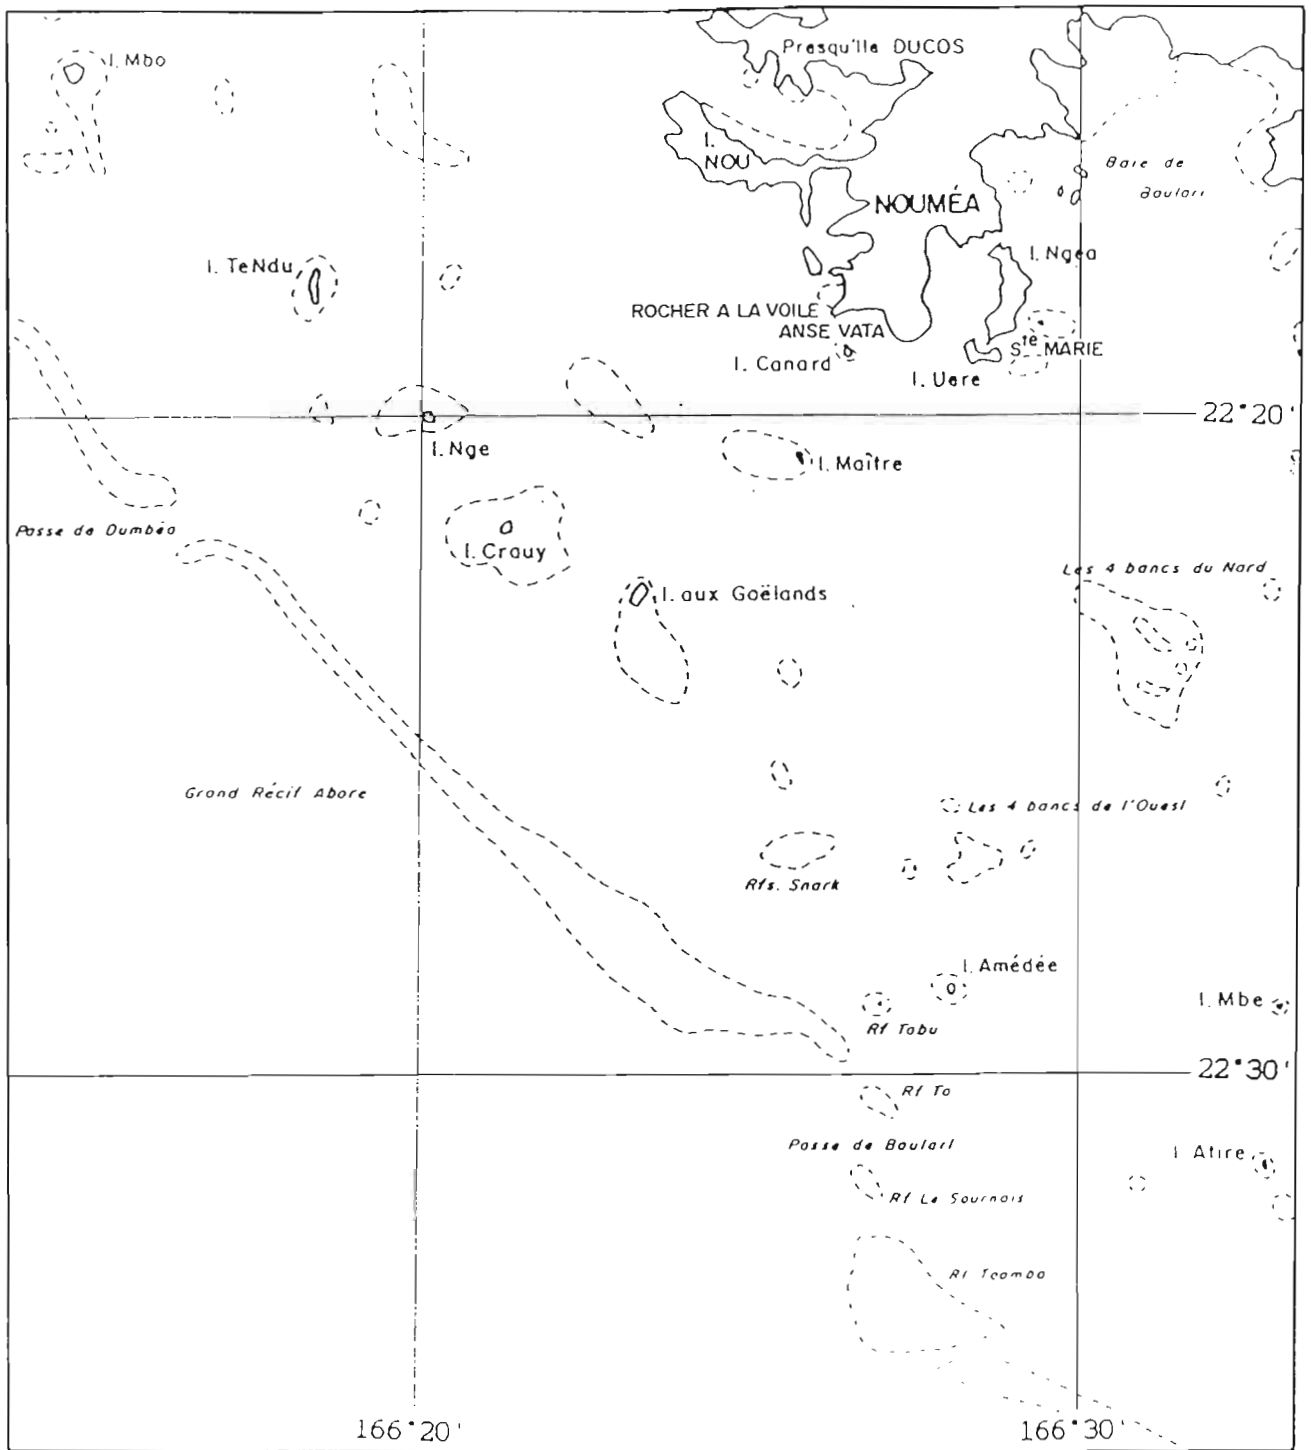 Presqu'Ile DUCOS
I. Mbo
I.
NOU
Baie de
Boulari
NOUMÉA
I. TeNdu
I. Ngea
ROCHER A LA VOILE
ANSE VATA
Ste MARIE
I. Canard
I. Uere
22°20'
I. Nge
I. Maître
Passe de Dumbéa
I. Crouy
Les 4 bancs du Nord
I. aux Goëlands
Grand Récif Abore
Les 4 bancs de l'Ouest
Rfs. Snark
I. Amédée
I. Mbe
Rf Tabu
22°30'
Rf To
Passe de Boulari
I Atire
Rf Le Sournois
Rf Tcombo
166°20'
166°30'